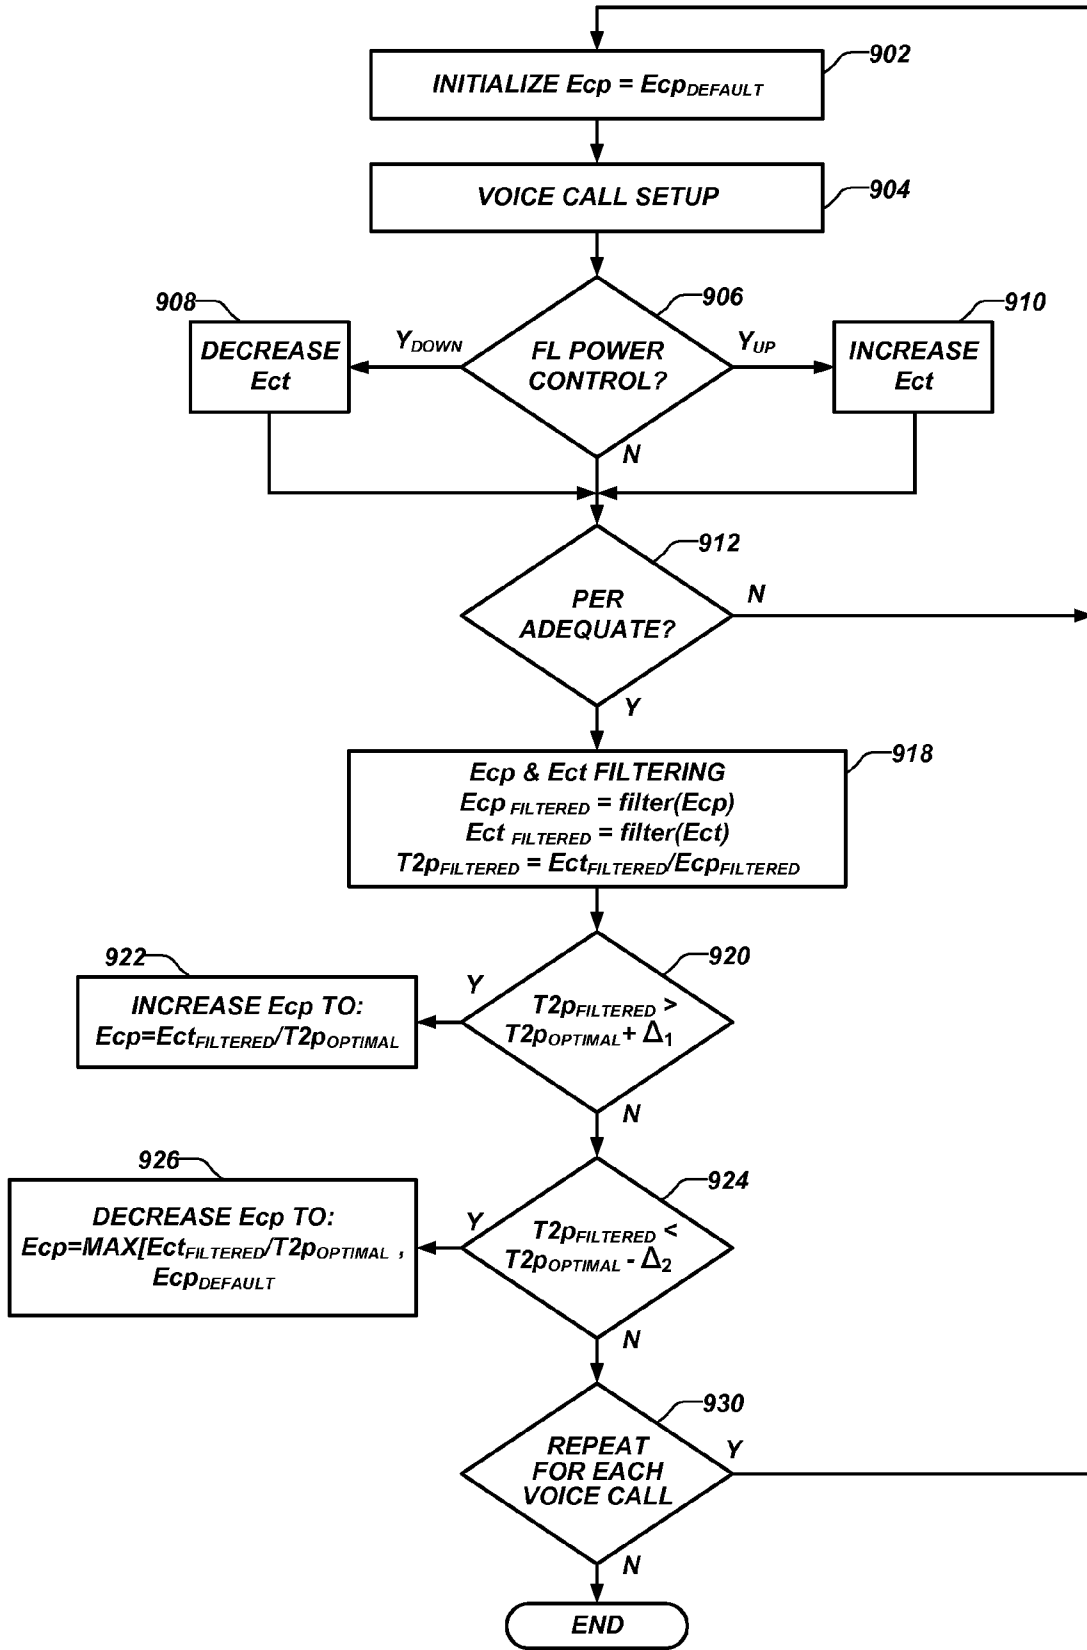 902
INITIALIZE Ecp = EcpDEFAULT
VOICE CALL SETUP
904
906
908
910
YDOWN
YUP
DECREASE
Ect
FL POWER
CONTROL?
INCREASE
Ect
N
912
PER
ADEQUATE?
N
Y
918
Ecp & Ect FILTERING
Ecp FILTERED = filter(Ecp)
Ect FILTERED = filter(Ect)
T2pFILTERED = EctFILTERED/EcpFILTERED
920
922
Y
T2pFILTERED >
T2pOPTIMAL + Δ1
INCREASE Ecp TO:
Ecp=EctFILTERED/T2pOPTIMAL
N
924
926
Y
T2pFILTERED <
T2pOPTIMAL - Δ2
DECREASE Ecp TO:
Ecp=MAX[EctFILTERED/T2pOPTIMAL ,
EcpDEFAULT
N
930
REPEAT
FOR EACH
VOICE CALL
Y
N
END